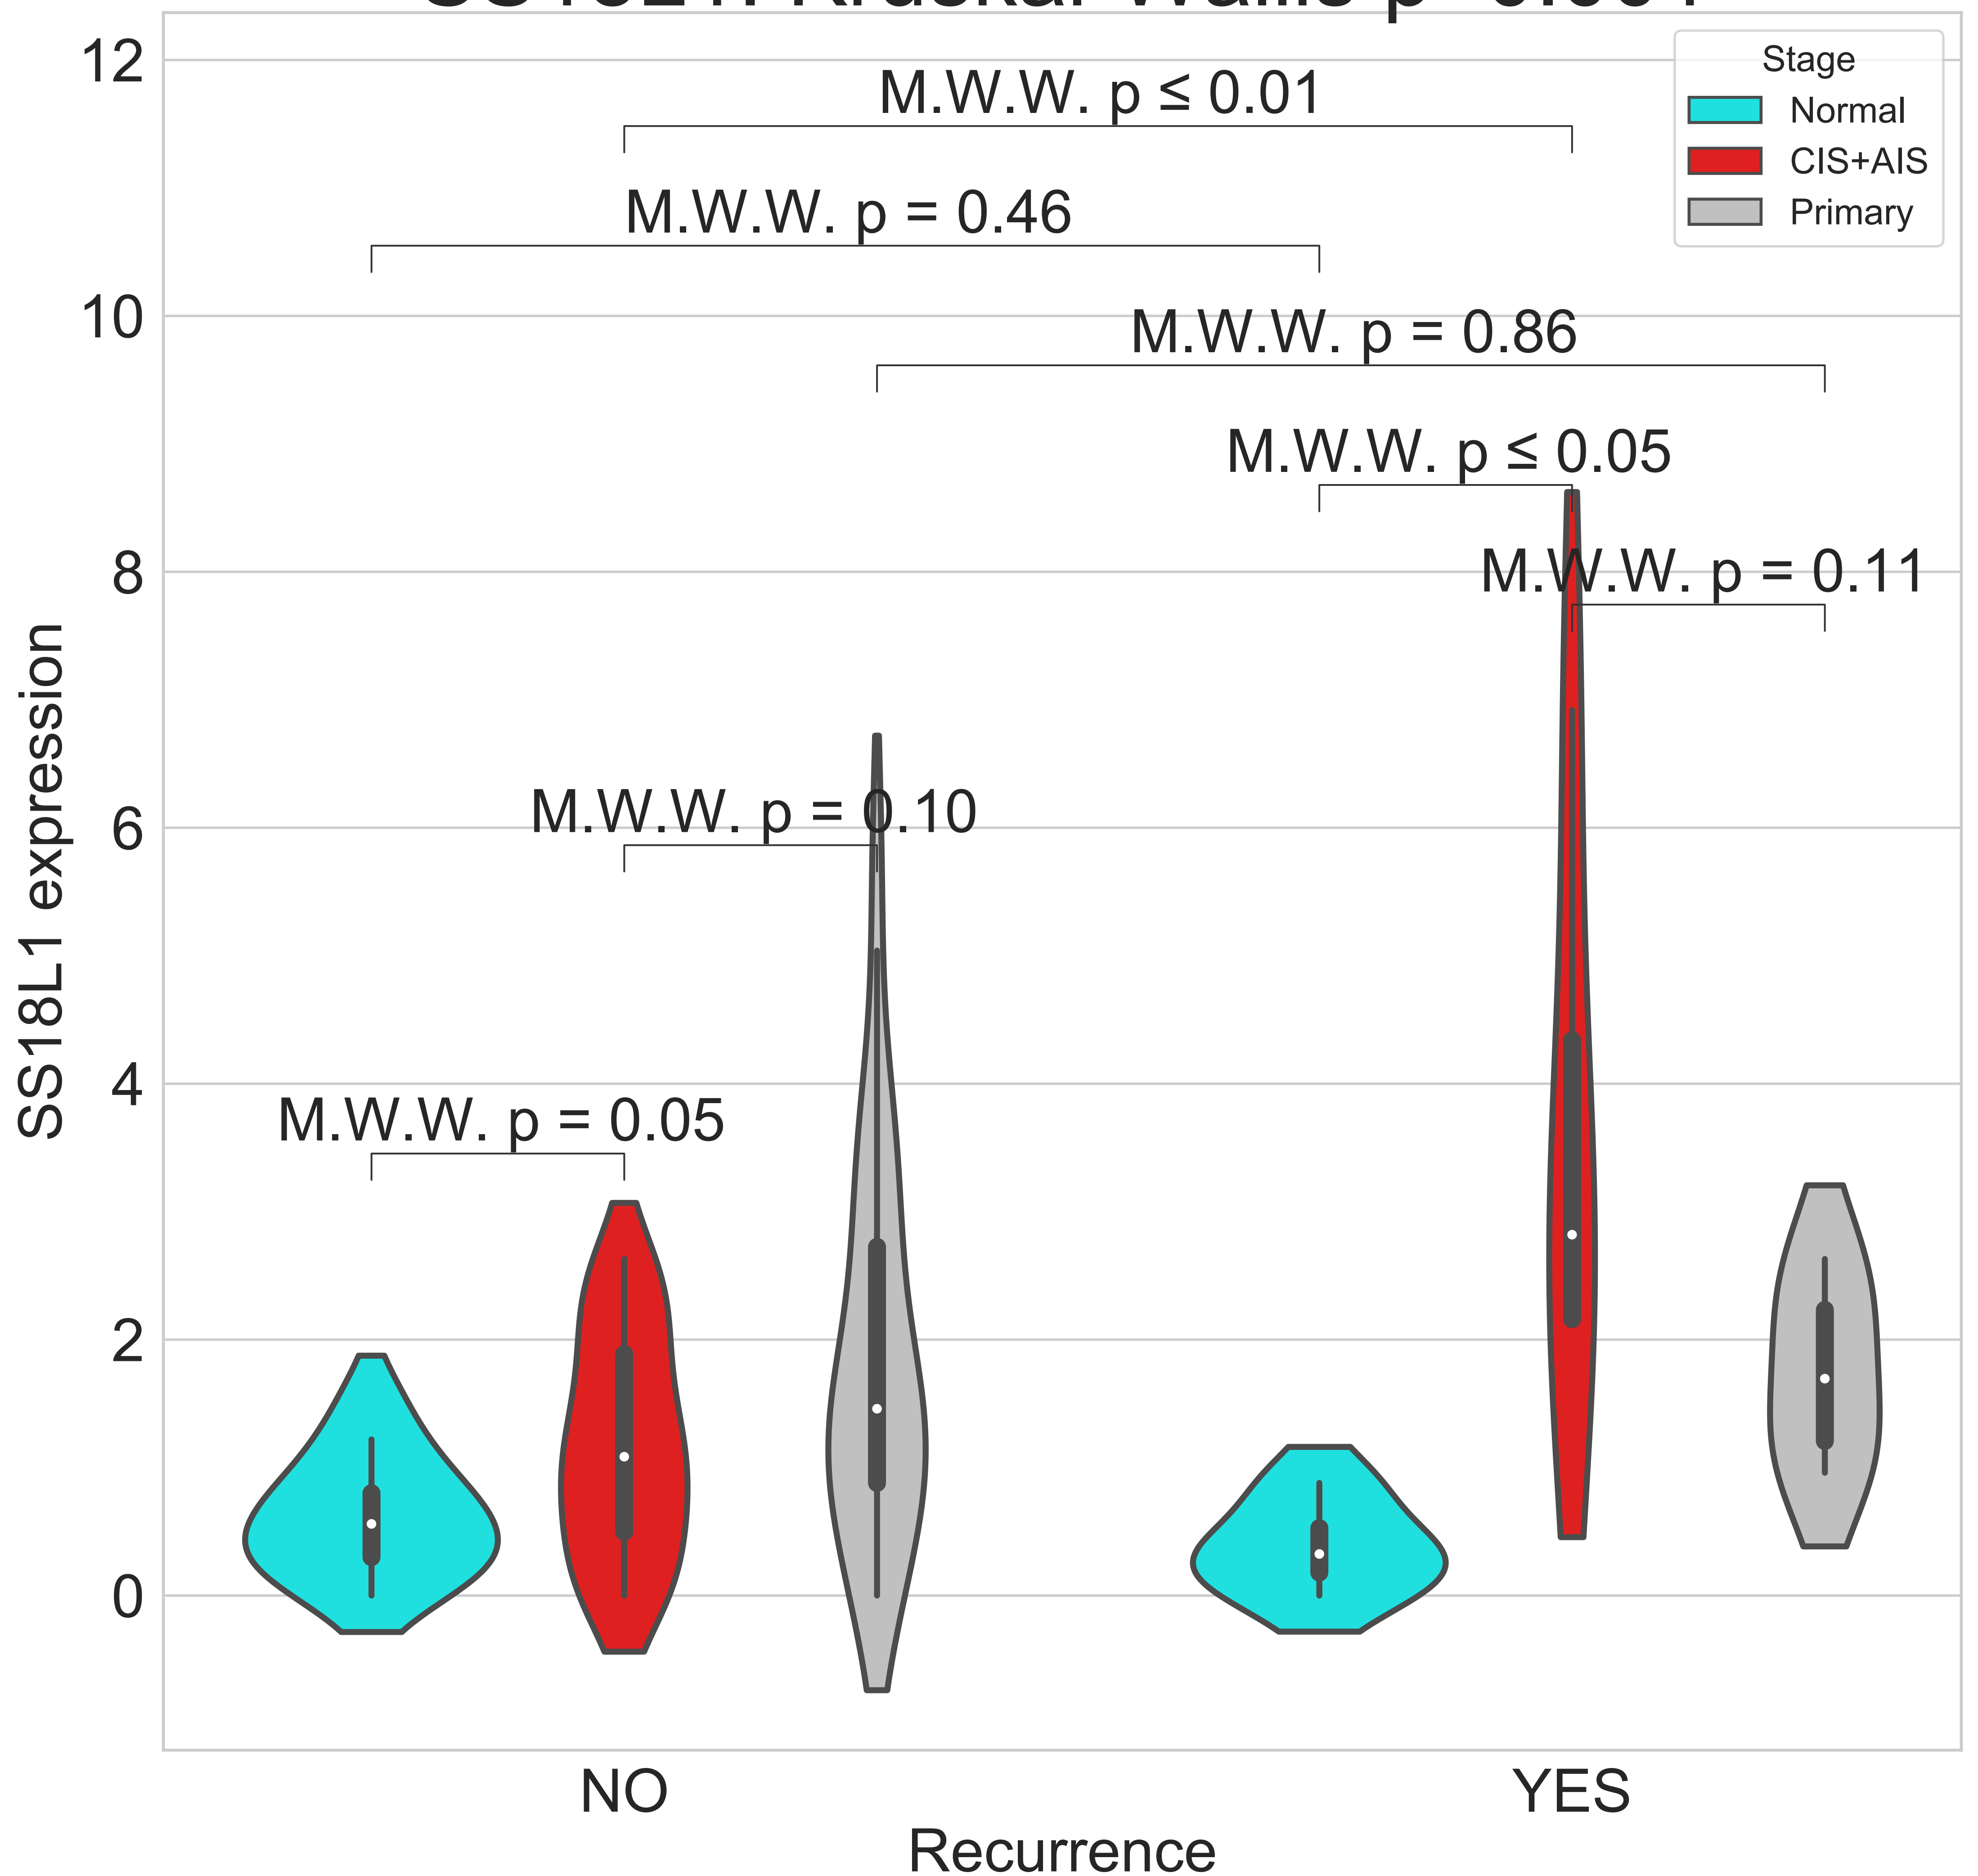 Stage
Normal
CIS+AIS
Primary
12
10
8
6
4
2
0
SS18L1 expression
M.W.W. p ≤ 0.01
M.W.W. p = 0.46
M.W.W. p = 0.86
M.W.W. p ≤ 0.05
M.W.W. p = 0.11
M.W.W. p = 0.10
M.W.W. p = 0.05
NO
YES
Recurrence